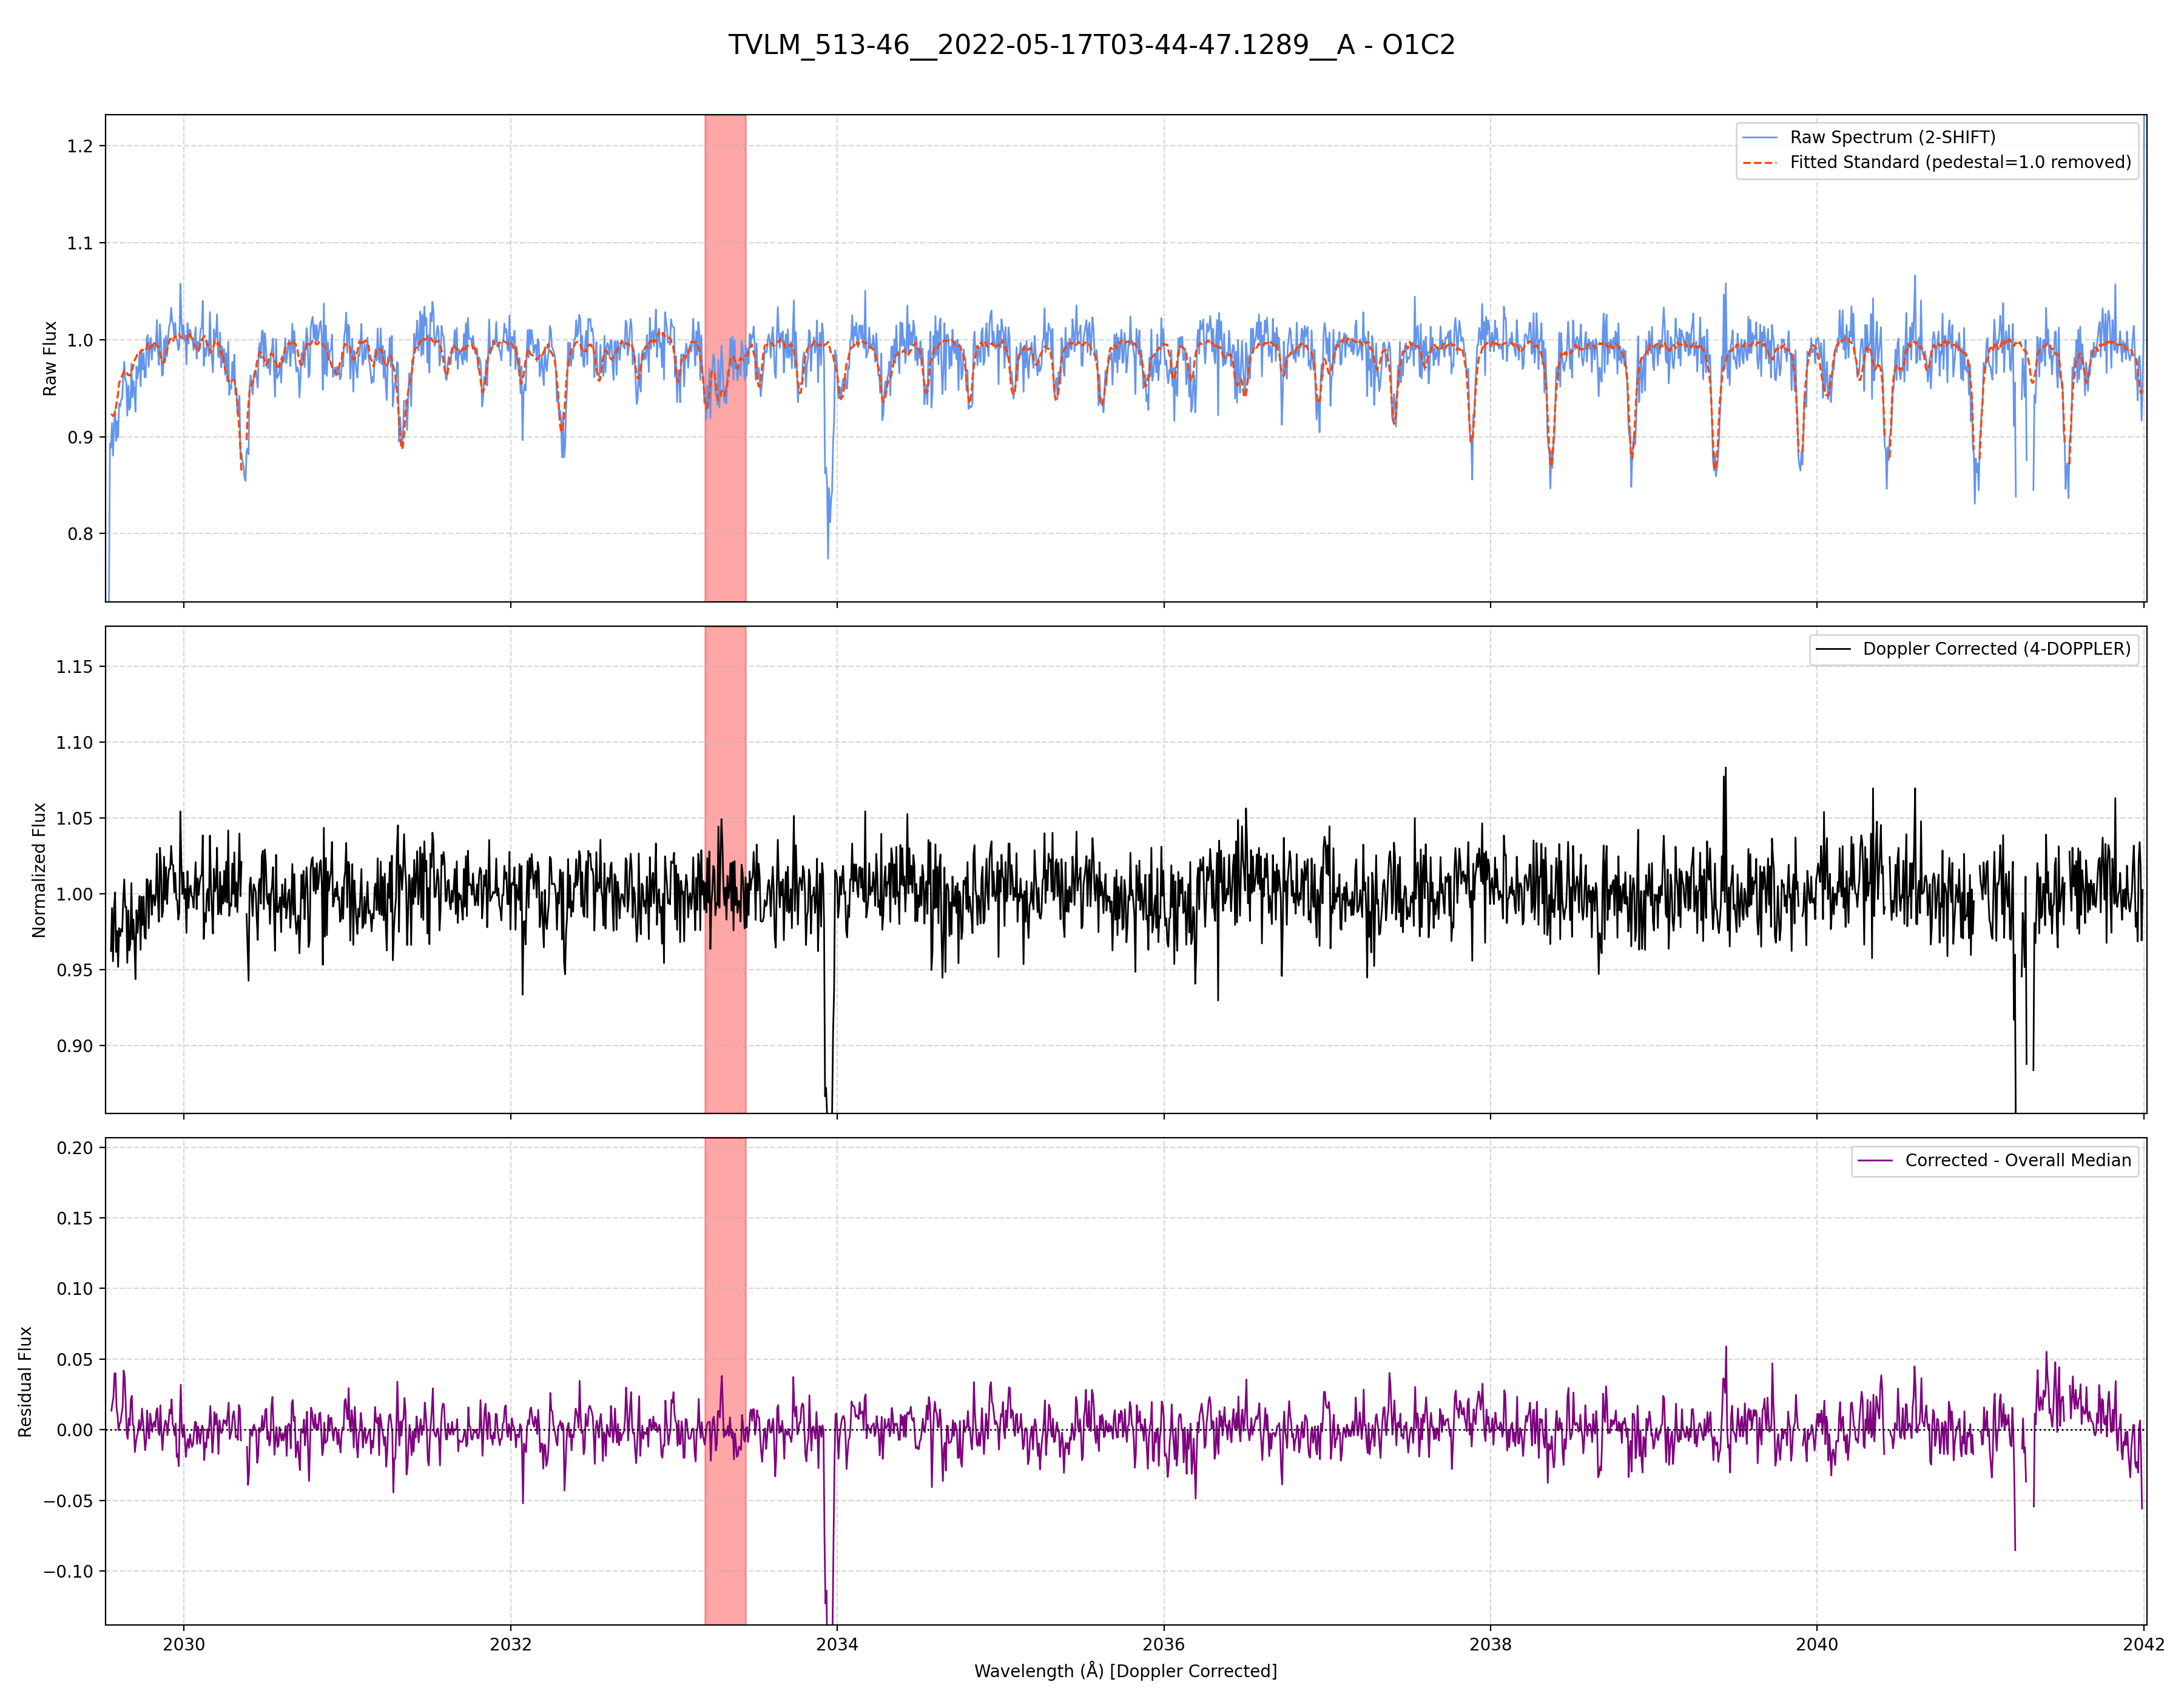 TVLM_513-46__2022-05-17T03-44-47.1289__A - O1C2
Raw Spectrum (2-SHIFT)
Fitted Standard (pedestal=1.0 removed)
Raw Flux
1.2
1.1
1.0
0.9
0.8
Doppler Corrected (4-DOPPLER)
Normalized Flux
1.15
1.10
1.05
1.00
0.95
0.90
Corrected - Overall Median
Residual Flux
0.20
0.15
0.10
0.05
0.00
−0.05
−0.10
2030 2032 2034 2036 2038 2040 2042
Wavelength (Å) [Doppler Corrected]